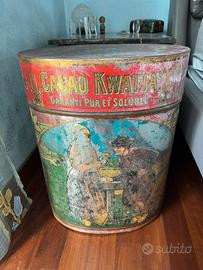 CACAO KWATTA
GARANTI PUR ET SOLUBLE
subito